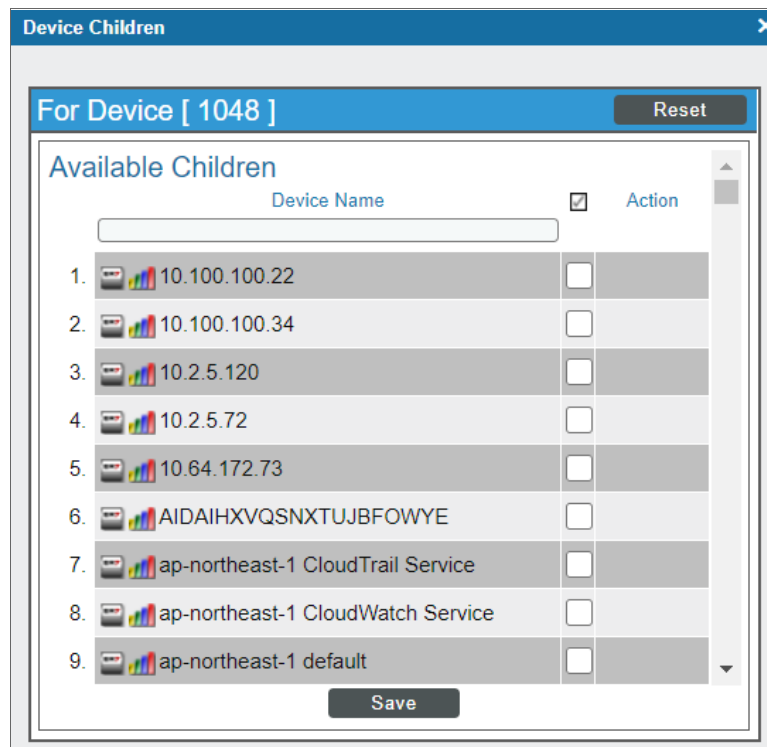 Device Children
For Device [ 1048 ] Reset
Available Children
Device Name Action
1. 10.100.100.22
2. 10.100.100.34
3. 10.2.5.120
4. 10.2.5.72
5. 10.64.172.73
6. AIDAIHXVQSNXTUJBFOWYE
7. ap-northeast-1 CloudTrail Service
8. ap-northeast-1 CloudWatch Service
9. ap-northeast-1 default
Save